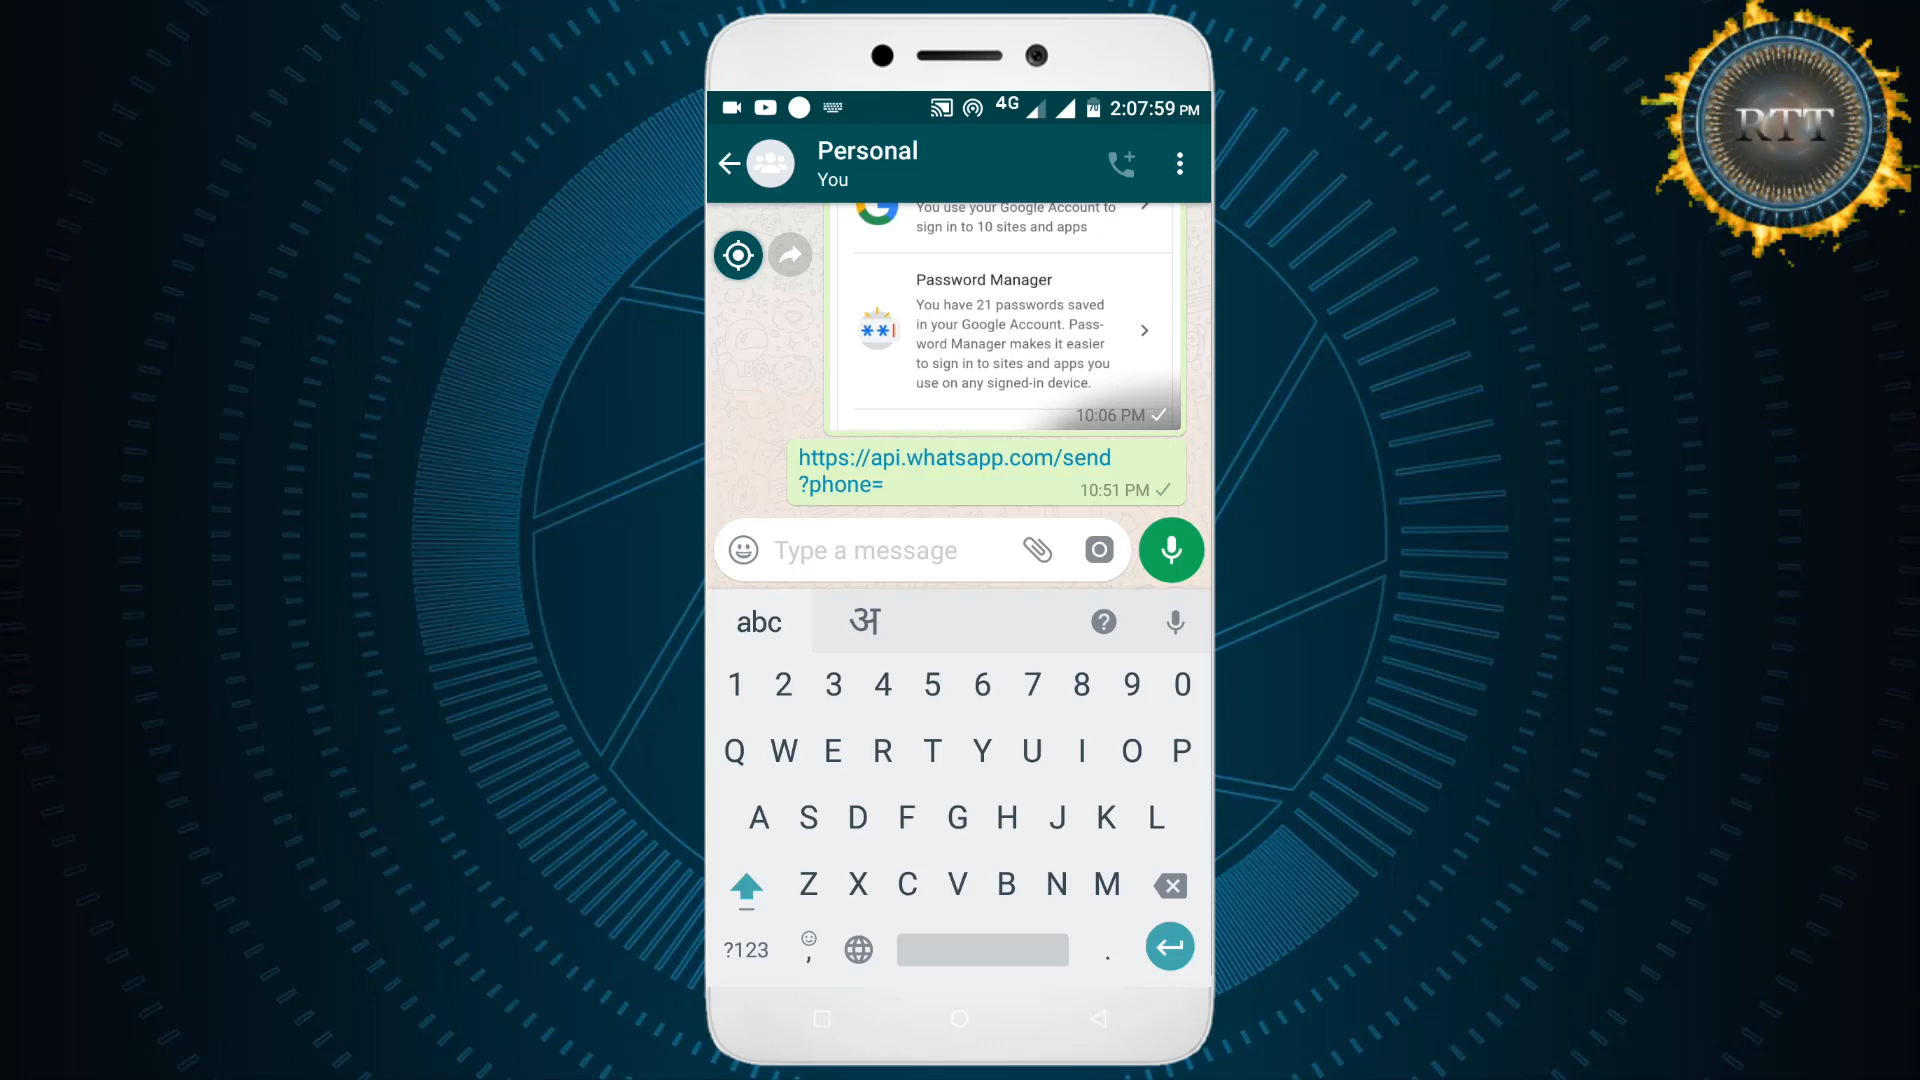 RTT
4G
70
2:07:59 PM
Personal
You
You use your Google Account to
sign in to 10 sites and apps
Password Manager
You have 21 passwords saved
in your Google Account. Pass-
word Manager makes it easier
to sign in to sites and apps you
use on any signed-in device.
10:06 PM
https://api.whatsapp.com/send
?phone=
10:51 PM
Type a message
abc अ ?
1 2 3 4 5 6 7 8 9 0
Q W E R T Y U I O P
A S D F G H J K L
Z X C V B N M
?123 , .